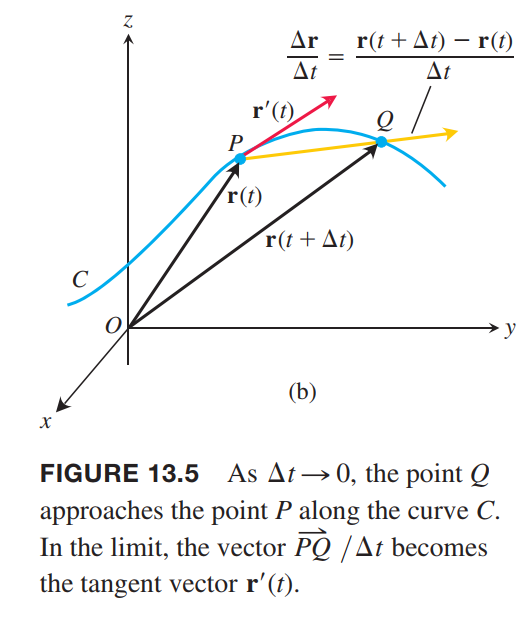 z
Δr/Δt = r(t + Δt) − r(t)/Δt
r′(t)
Q
P
r(t)
r(t + Δt)
C
O
y
(b)
x
FIGURE 13.5 As Δt → 0, the point Q
approaches the point P along the curve C.
In the limit, the vector P⃗Q⃗ /Δt becomes
the tangent vector r′(t).